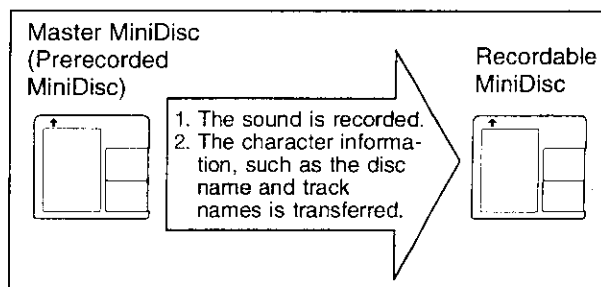 Master MiniDisc
(Prerecorded
MiniDisc)
Recordable
MiniDisc
1. The sound is recorded.
2. The character informa-
tion, such as the disc
name and track
names is transferred.